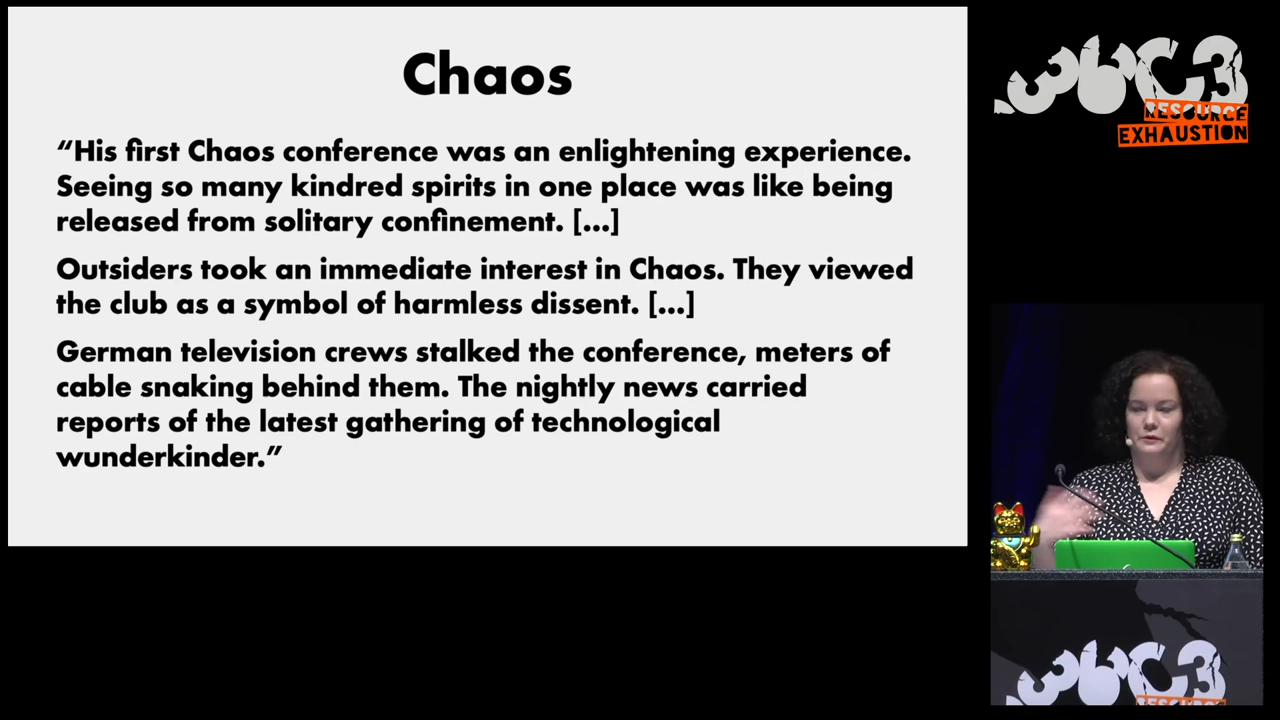 Chaos
“His first Chaos conference was an enlightening experience.
Seeing so many kindred spirits in one place was like being
released from solitary confinement. [...]
Outsiders took an immediate interest in Chaos. They viewed
the club as a symbol of harmless dissent. [...]
German television crews stalked the conference, meters of
cable snaking behind them. The nightly news carried
reports of the latest gathering of technological
wunderkinder.”
36C3
RESOURCE
EXHAUSTION
36C3
RESOURCE